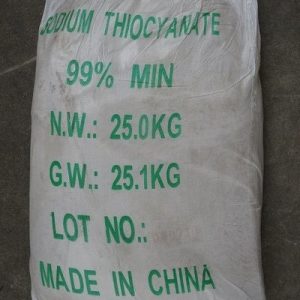 SODIUM THIOCYANATE
99% MIN
N.W.: 25.0KG
G.W.: 25.1KG
LOT NO.:
MADE IN CHINA